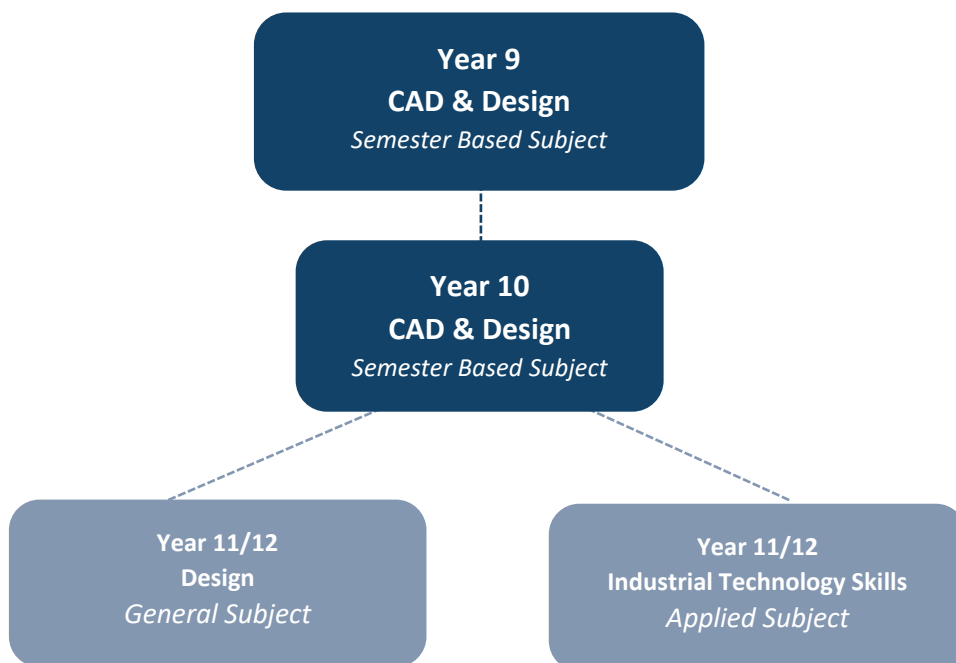 Year 9
CAD & Design
Semester Based Subject
Year 10
CAD & Design
Semester Based Subject
Year 11/12
Design
General Subject
Year 11/12
Industrial Technology Skills
Applied Subject